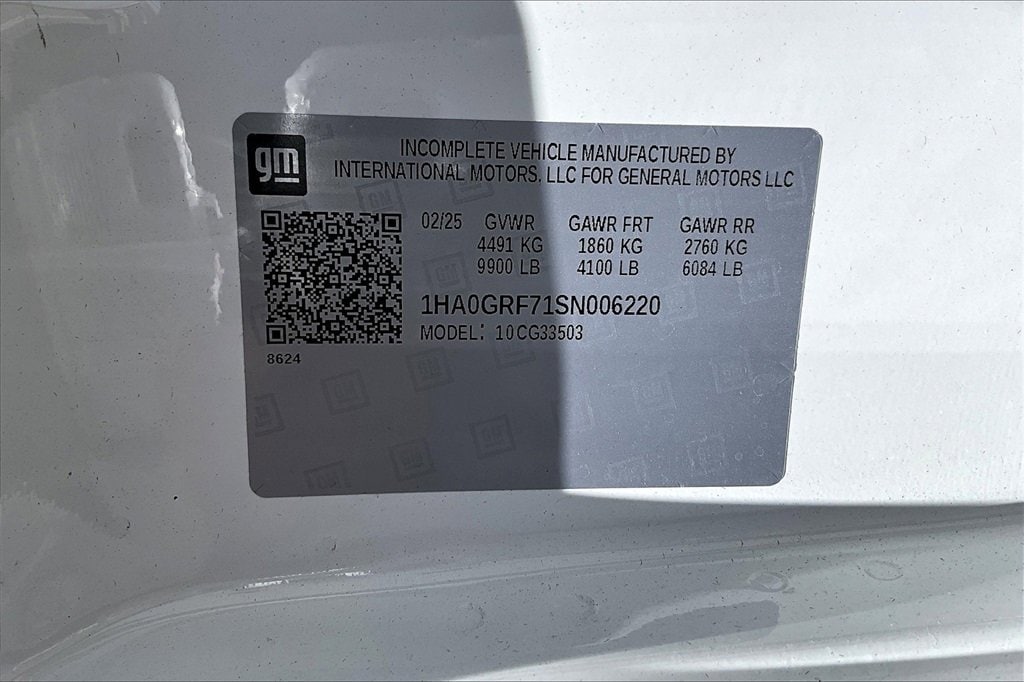 gm
INCOMPLETE VEHICLE MANUFACTURED BY
INTERNATIONAL MOTORS, LLC FOR GENERAL MOTORS LLC
02/25 GVWR GAWR FRT GAWR RR
4491 KG 1860 KG 2760 KG
9900 LB 4100 LB 6084 LB
1HA0GRF71SN006220
MODEL: 10CG33503
8624